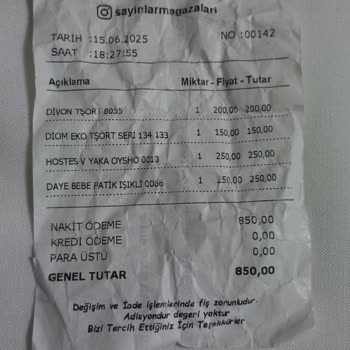 sayinlarmagazalari
TARİH :15.06.2025 NO :00142
SAAT :18:27:55
Açıklama Miktar - Fiyat - Tutar
DİVON TŞORT 8055 1 200,00 200,00
DİOM EKO TŞORT SERİ 134 133 1 150,00 150,00
HOSTES V YAKA OYSHO 0013 1 250,00 250,00
DAYE BEBE PATİK IŞIKLI 0066 1 250,00 250,00
NAKİT ÖDEME 850,00
KREDİ ÖDEME 0,00
PARA ÜSTÜ 0,00
GENEL TUTAR 850,00
Değişim ve İade işlemlerinde fiş zorunludur.
Adisyondur degeri yoktur
Bizi Tercih Ettiğiniz İçin Teşekkürler